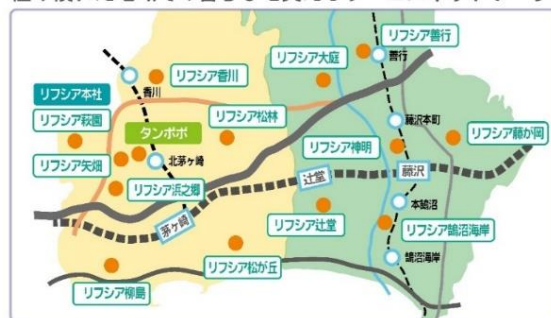 リフシア善行
リフシア大庭
善行
リフシア香川
香川
リフシア本社
リフシア萩園
タンポポ
リフシア松林
藤沢本町
リフシア藤が岡
リフシア矢畑
北茅ヶ崎
リフシア神明
藤沢
リフシア浜之郷
辻堂
本鵠沼
茅ヶ崎
リフシア辻堂
リフシア鵠沼海岸
リフシア松が丘
鵠沼海岸
リフシア柳島